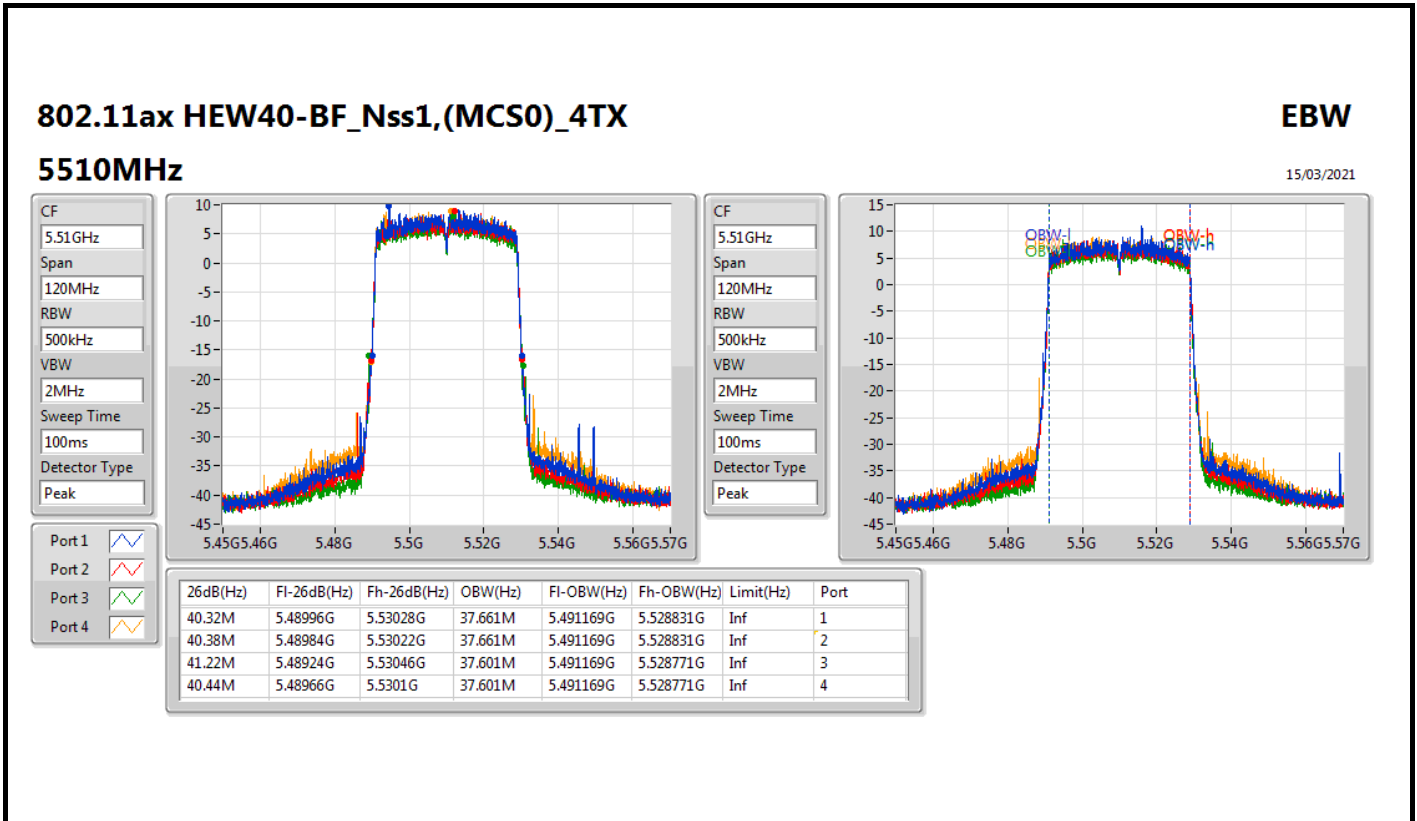 802.11ax HEW40-BF_Nss1,(MCS0)_4TX
EBW
5510MHz
15/03/2021
CF
5.51GHz
Span
120MHz
RBW
500kHz
VBW
2MHz
Sweep Time
100ms
Detector Type
Peak
10
5
0
-5
-10
-15
-20
-25
-30
-35
-40
-45
5.45G 5.46G 5.48G 5.5G 5.52G 5.54G 5.56G 5.57G
CF
5.51GHz
Span
120MHz
RBW
500kHz
VBW
2MHz
Sweep Time
100ms
Detector Type
Peak
15
10
5
0
-5
-10
-15
-20
-25
-30
-35
-40
-45
OBW-l
OBW-h
5.45G 5.46G 5.48G 5.5G 5.52G 5.54G 5.56G 5.57G
Port 1
Port 2
Port 3
Port 4
26dB(Hz) Fl-26dB(Hz) Fh-26dB(Hz) OBW(Hz) Fl-OBW(Hz) Fh-OBW(Hz) Limit(Hz) Port
40.32M 5.48996G 5.53028G 37.661M 5.491169G 5.528831G Inf 1
40.38M 5.48984G 5.53022G 37.661M 5.491169G 5.528831G Inf 2
41.22M 5.48924G 5.53046G 37.601M 5.491169G 5.528771G Inf 3
40.44M 5.48966G 5.5301G 37.601M 5.491169G 5.528771G Inf 4